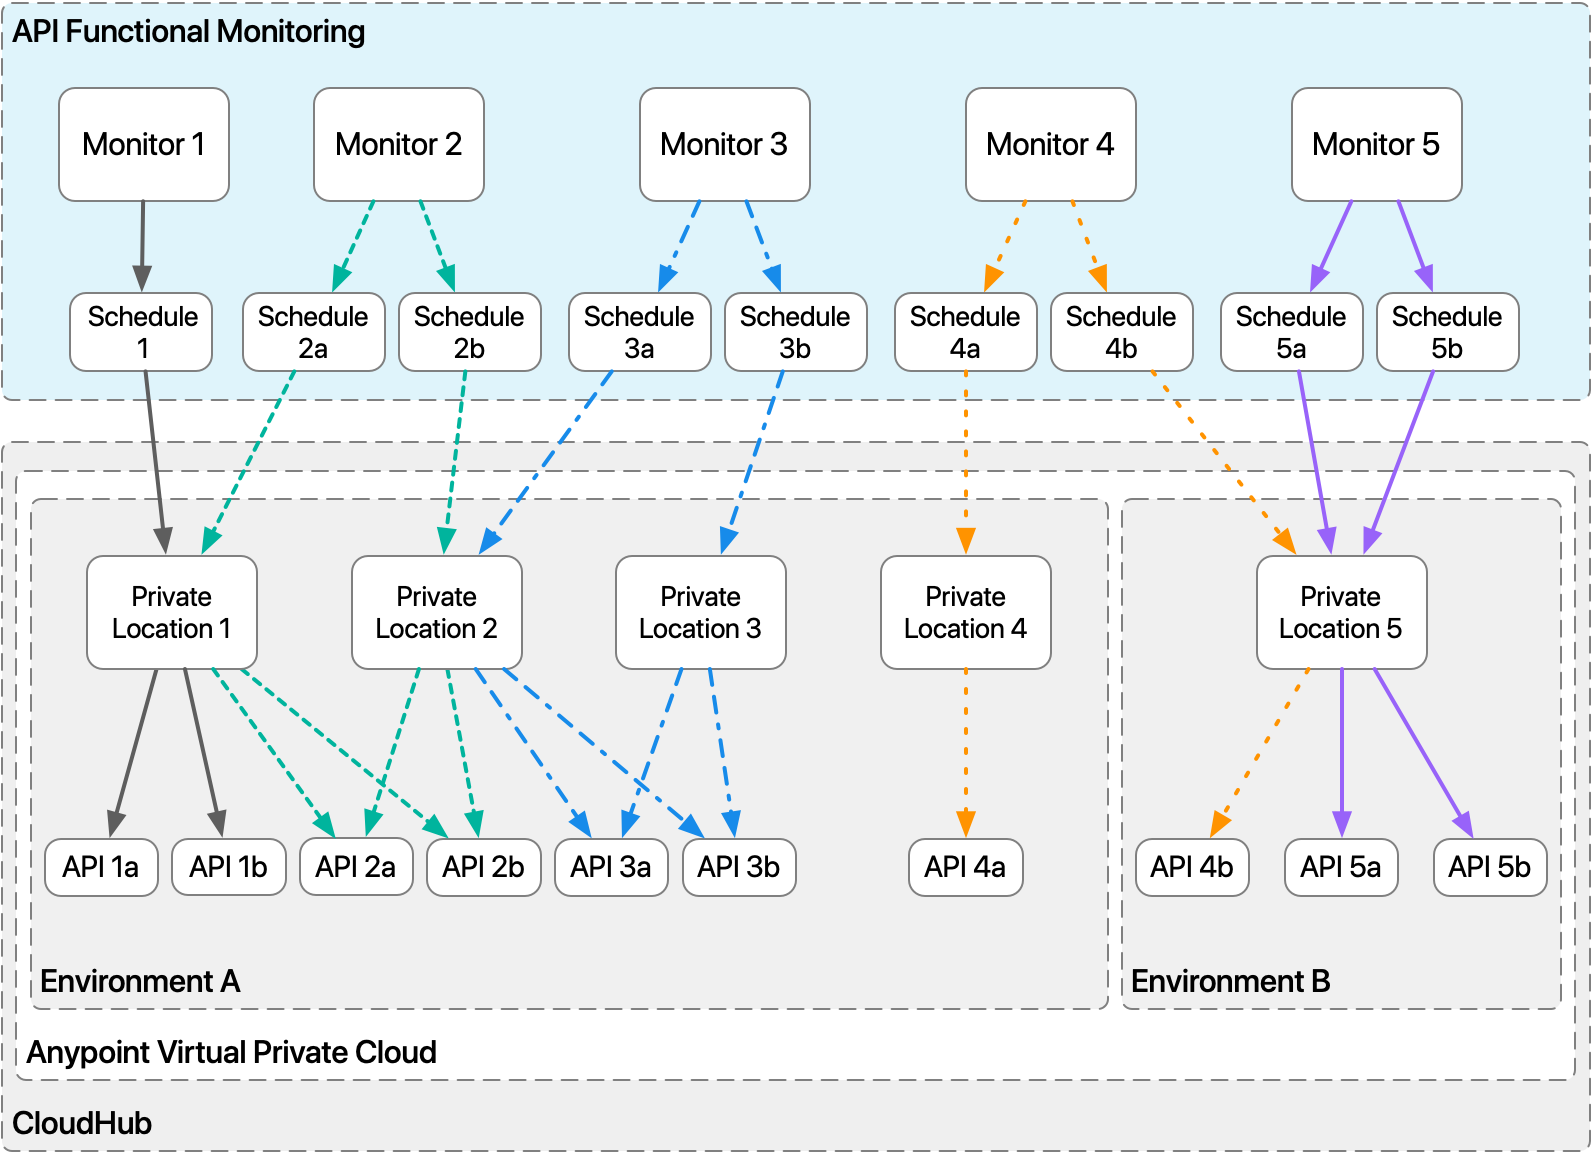 API Functional Monitoring
Monitor 1
Monitor 2
Monitor 3
Monitor 4
Monitor 5
Schedule
1
Schedule
2a
Schedule
2b
Schedule
3a
Schedule
3b
Schedule
4a
Schedule
4b
Schedule
5a
Schedule
5b
Private
Location 1
Private
Location 2
Private
Location 3
Private
Location 4
Private
Location 5
API 1a
API 1b
API 2a
API 2b
API 3a
API 3b
API 4a
API 4b
API 5a
API 5b
Environment A
Environment B
Anypoint Virtual Private Cloud
CloudHub